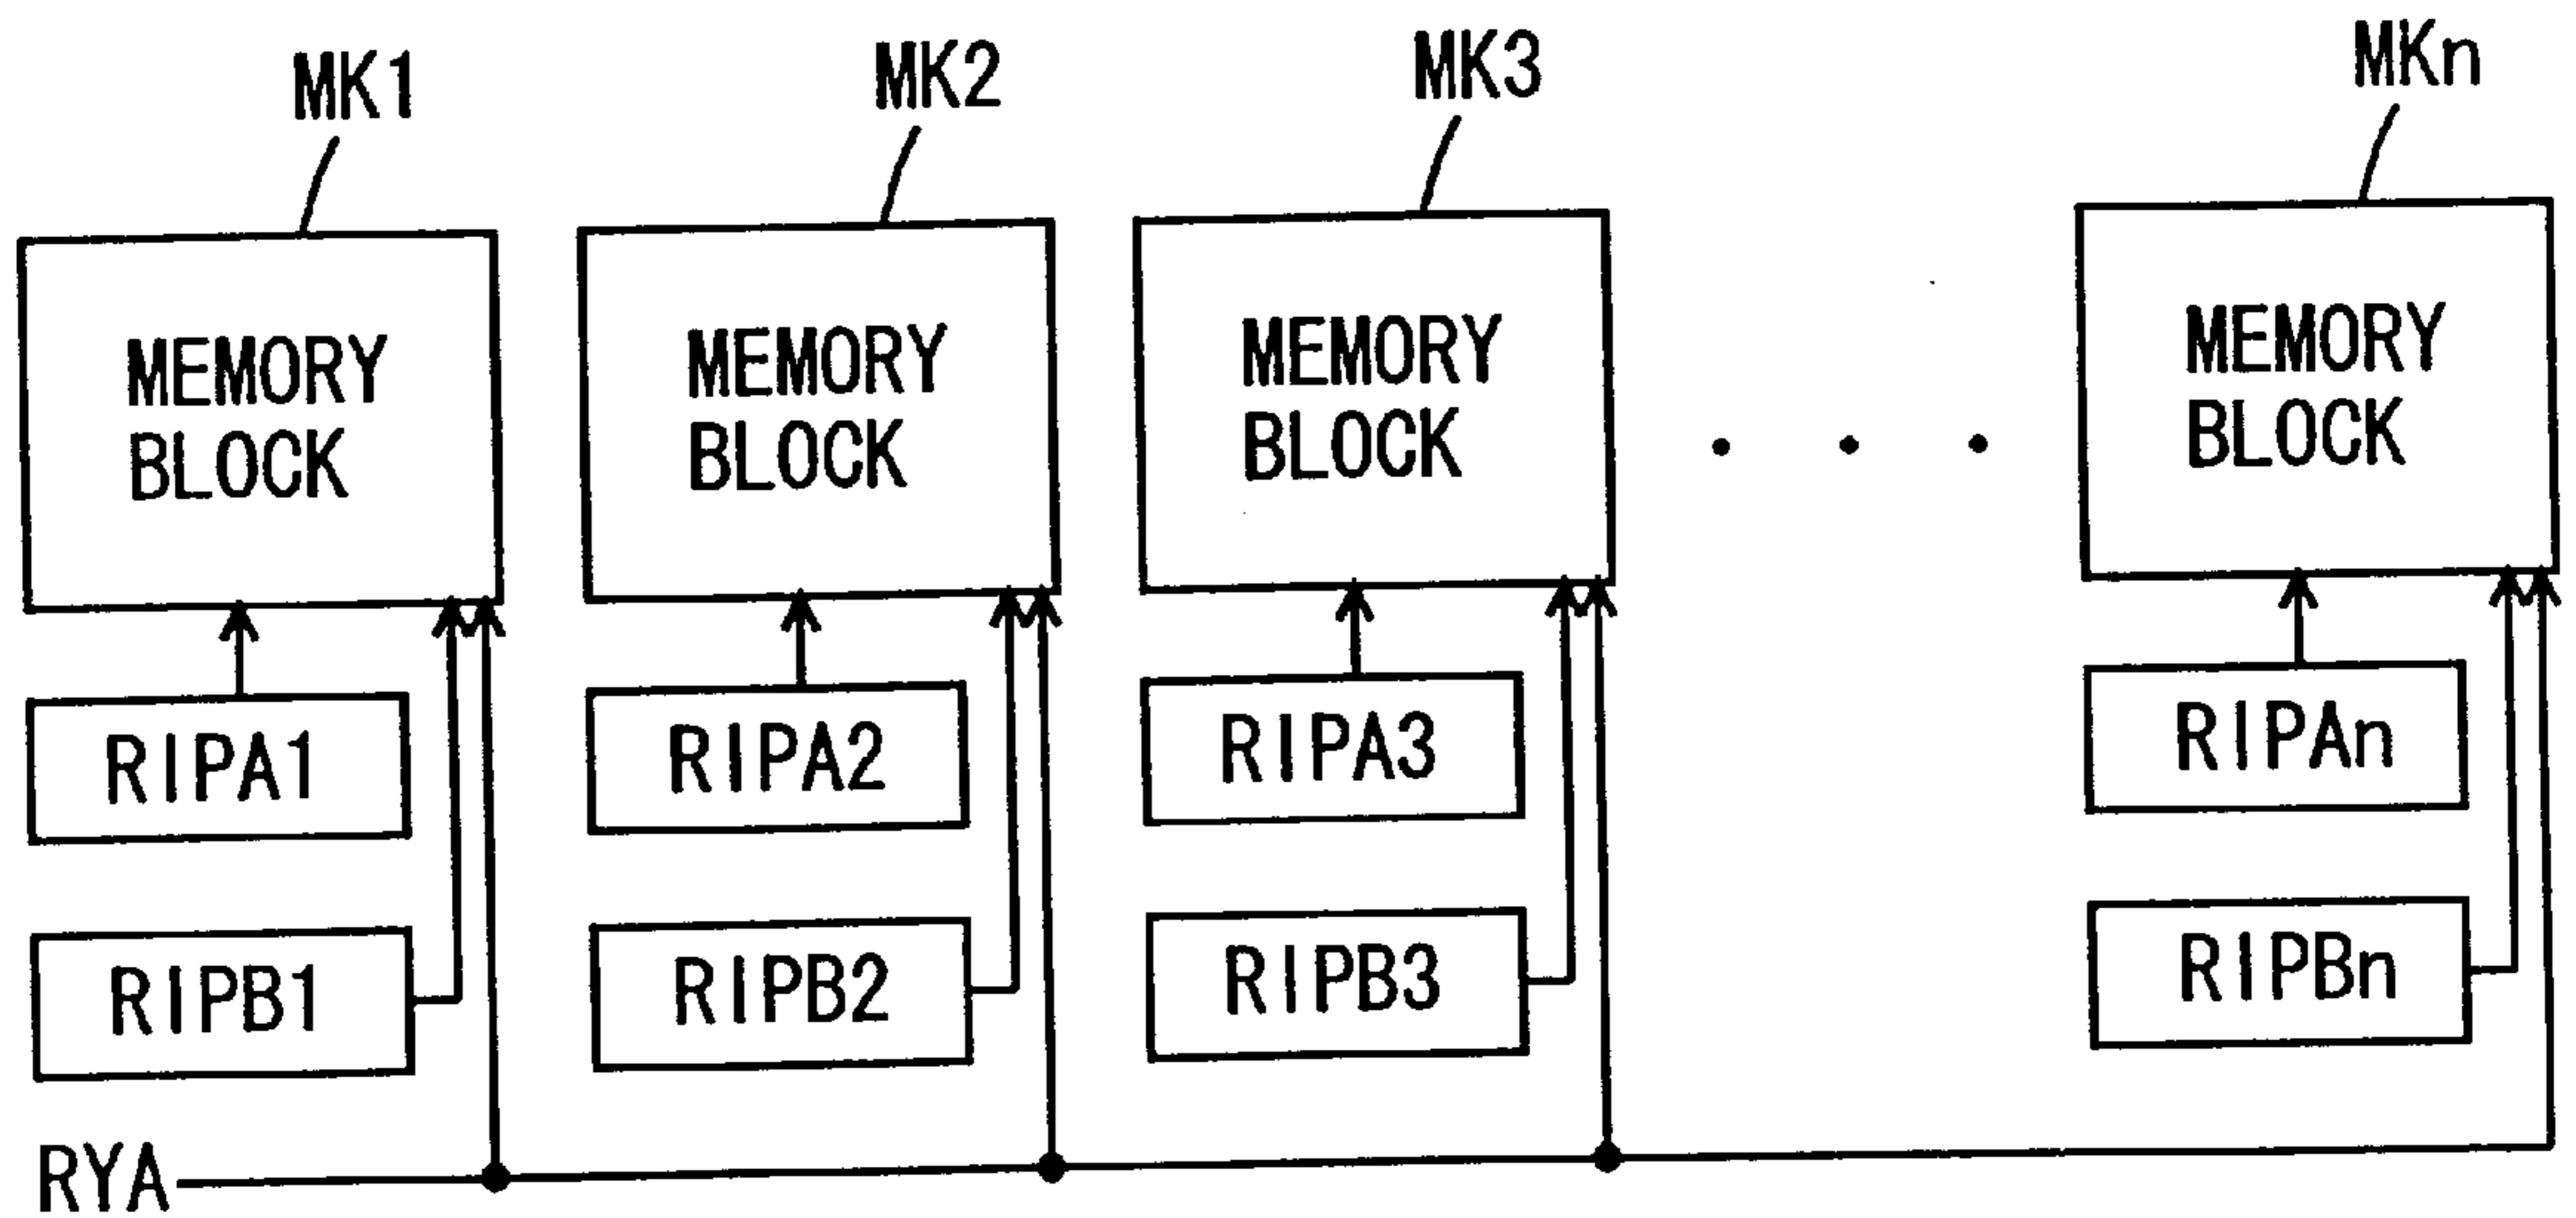 MK1
MK2
MK3
MKn
MEMORY
BLOCK
MEMORY
BLOCK
MEMORY
BLOCK
MEMORY
BLOCK
RIPA1
RIPA2
RIPA3
RIPAn
RIPB1
RIPB2
RIPB3
RIPBn
RYA